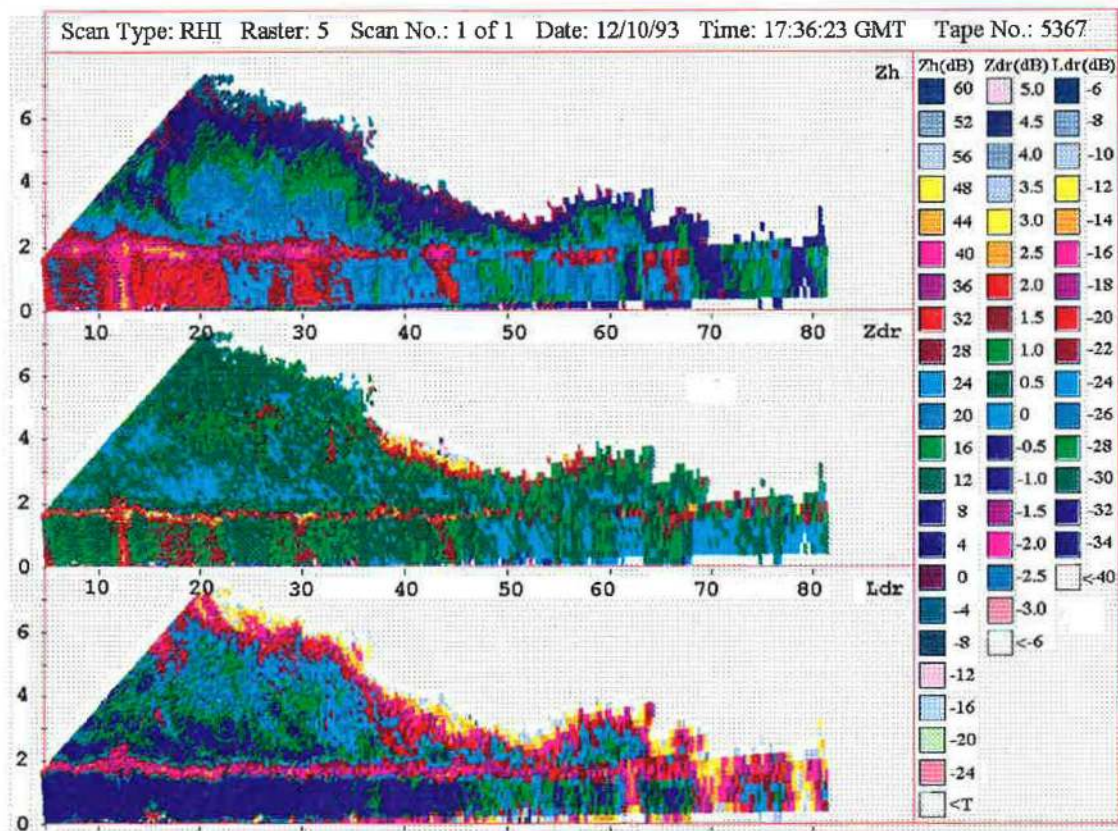 Scan Type: RHI Raster: 5 Scan No.: 1 of 1 Date: 12/10/93 Time: 17:36:23 GMT Tape No.: 5367
Zh
6
4
2
0
10 20 30 40 50 60 70 80
Zdr
6
4
2
0
10 20 30 40 50 60 70 80
Ldr
6
4
2
0
Zh(dB) Zdr(dB) Ldr(dB)
60 5.0 -6
52 4.5 -8
56 4.0 -10
48 3.5 -12
44 3.0 -14
40 2.5 -16
36 2.0 -18
32 1.5 -20
28 1.0 -22
24 0.5 -24
20 0 -26
16 -0.5 -28
12 -1.0 -30
8 -1.5 -32
4 -2.0 -34
0 -2.5 <-40
-4 -3.0
-8 <-6
-12
-16
-20
-24
<T